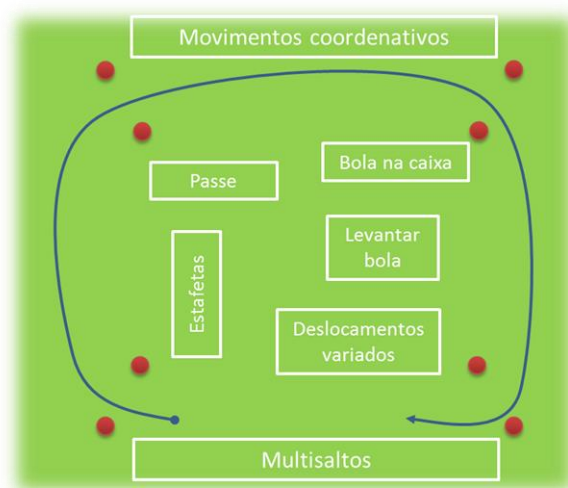 Movimentos coordenativos
Bola na caixa
Passe
Levantar
bola
Estafetas
Deslocamentos
variados
Multisaltos